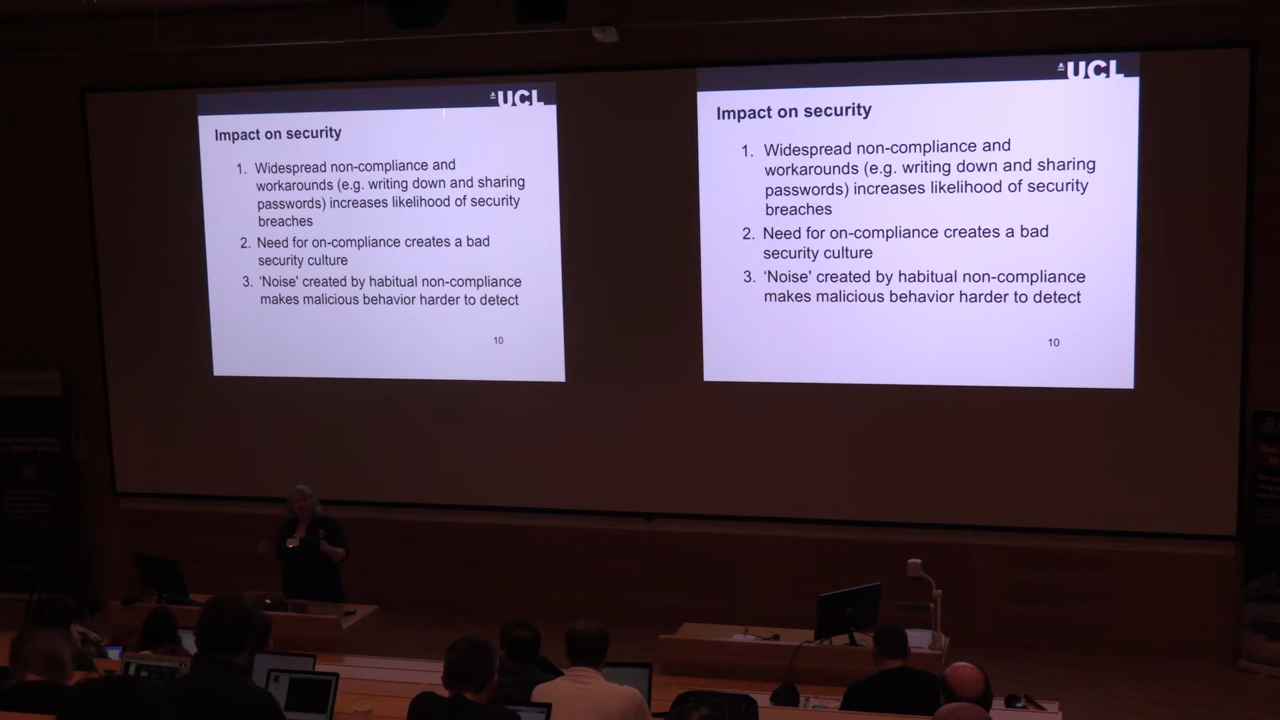 UCL
Impact on security
1. Widespread non-compliance and
workarounds (e.g. writing down and sharing
passwords) increases likelihood of security
breaches
2. Need for on-compliance creates a bad
security culture
3. ‘Noise' created by habitual non-compliance
makes malicious behavior harder to detect
10
UCL
Impact on security
1. Widespread non-compliance and
workarounds (e.g. writing down and sharing
passwords) increases likelihood of security
breaches
2. Need for on-compliance creates a bad
security culture
3. ‘Noise' created by habitual non-compliance
makes malicious behavior harder to detect
10